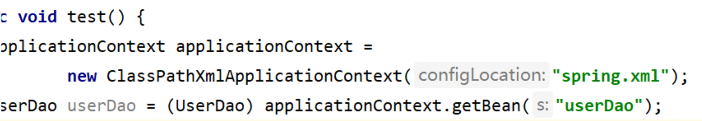 c void test() {
pplicationContext applicationContext =
new ClassPathXmlApplicationContext( configLocation: "spring.xml");
serDao userDao = (UserDao) applicationContext.getBean( s: "userDao");